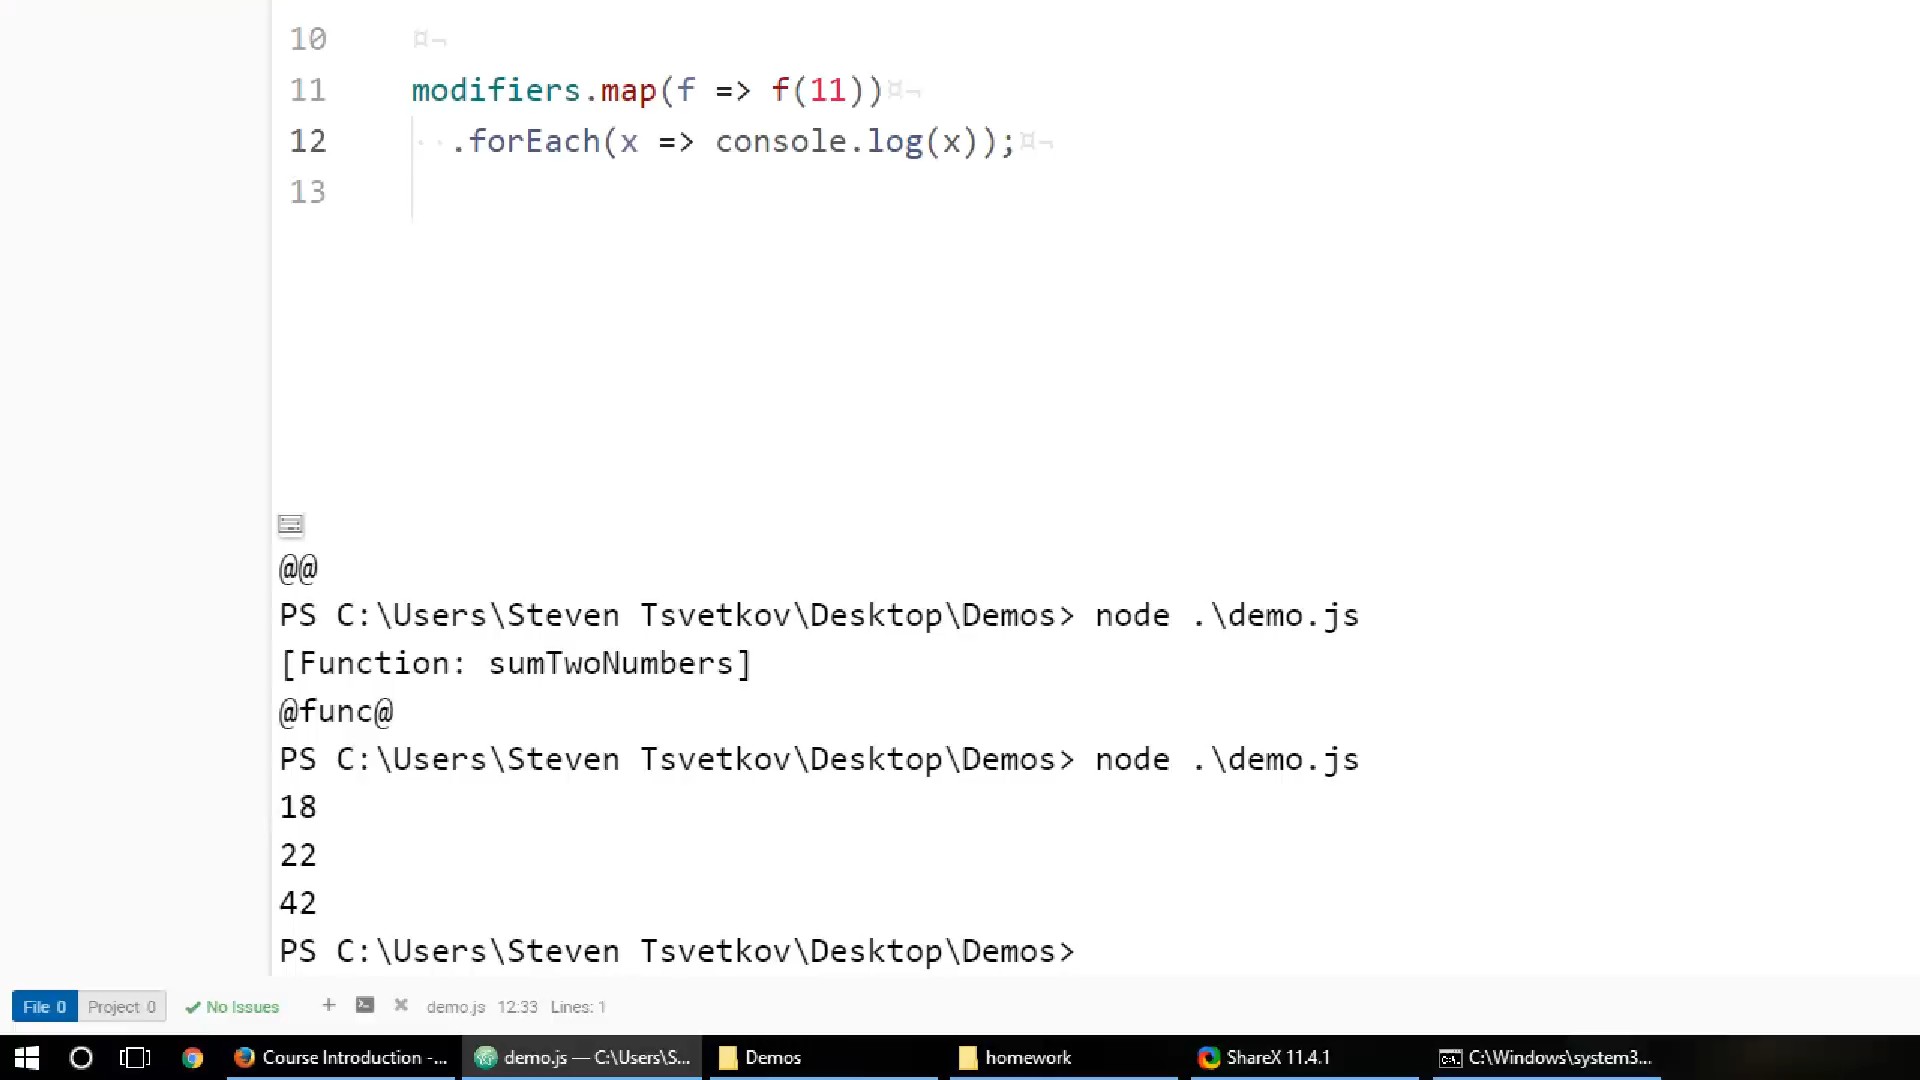 10 ¤¬
11 modifiers.map(f => f(11))¤¬
12 ··.forEach(x => console.log(x));¤¬
13
@@
PS C:\Users\Steven Tsvetkov\Desktop\Demos> node .\demo.js
[Function: sumTwoNumbers]
@func@
PS C:\Users\Steven Tsvetkov\Desktop\Demos> node .\demo.js
18
22
42
PS C:\Users\Steven Tsvetkov\Desktop\Demos>
File 0 Project 0 No Issues + demo.js 12:33 Lines: 1
Course Introduction -... demo.js — C:\Users\S... Demos homework ShareX 11.4.1 C:\Windows\system3...